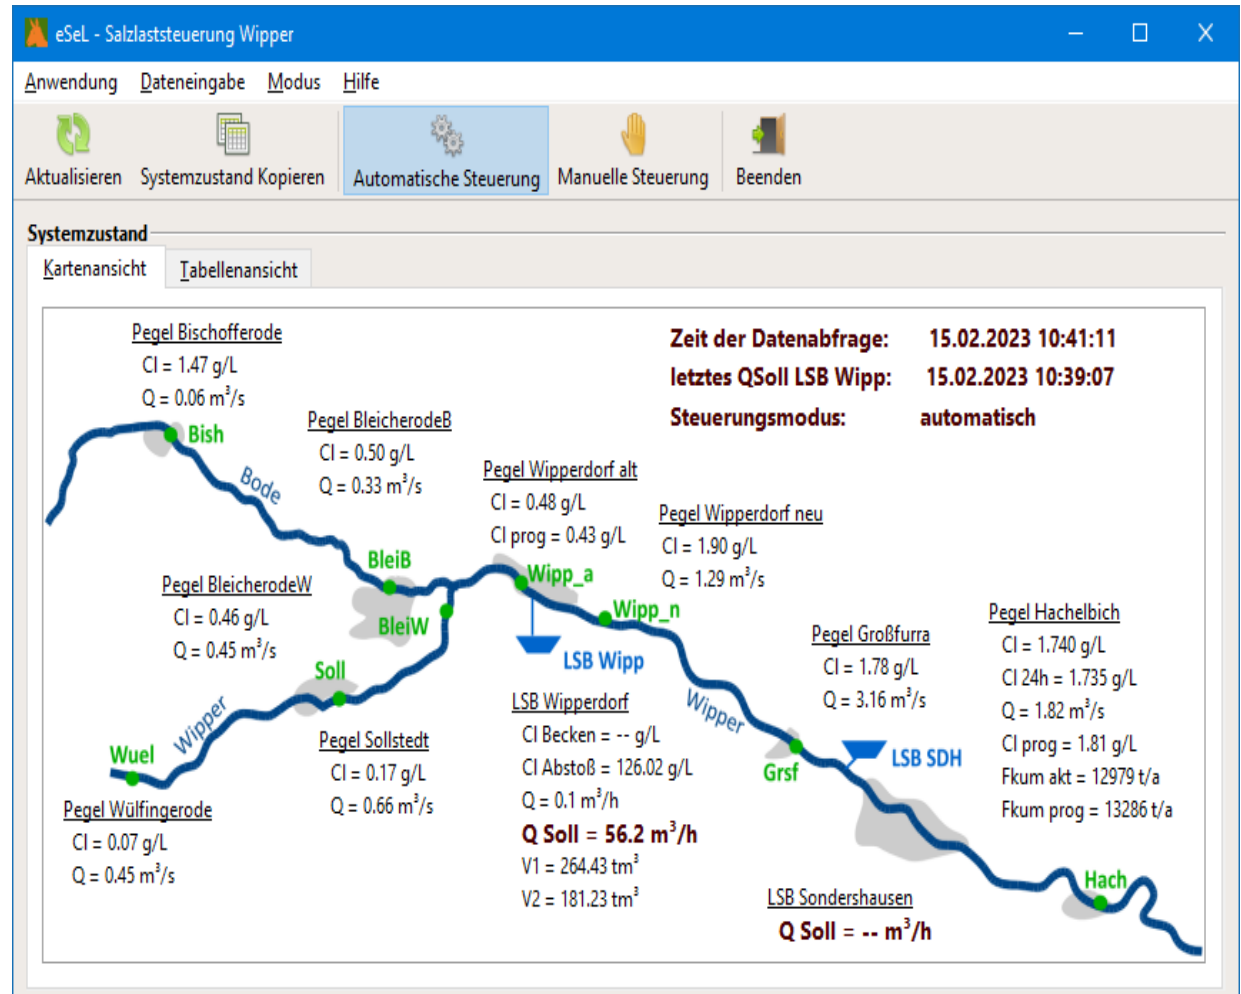 eSeL - Salzlaststeuerung Wipper
Anwendung Dateneingabe Modus Hilfe
Aktualisieren Systemzustand Kopieren Automatische Steuerung Manuelle Steuerung Beenden
Systemzustand
Kartenansicht Tabellenansicht
Zeit der Datenabfrage: 15.02.2023 10:41:11
letztes QSoll LSB Wipp: 15.02.2023 10:39:07
Steuerungsmodus: automatisch
Pegel Bischofferode
Cl = 1.47 g/L
Q = 0.06 m³/s
Bish
Bode
Pegel BleicherodeB
Cl = 0.50 g/L
Q = 0.33 m³/s
BleiB
Pegel Wipperdorf alt
Cl = 0.48 g/L
Cl prog = 0.43 g/L
Wipp_a
Pegel Wipperdorf neu
Cl = 1.90 g/L
Q = 1.29 m³/s
Wipp_n
Pegel BleicherodeW
Cl = 0.46 g/L
Q = 0.45 m³/s
BleiW
Soll
Wipper
Wuel
Pegel Wülfingerode
Cl = 0.07 g/L
Q = 0.45 m³/s
Pegel Sollstedt
Cl = 0.17 g/L
Q = 0.66 m³/s
LSB Wipp
LSB Wipperdorf
Cl Becken = -- g/L
Cl Abstoß = 126.02 g/L
Q = 0.1 m³/h
Q Soll = 56.2 m³/h
V1 = 264.43 tm³
V2 = 181.23 tm³
Wipper
Pegel Großfurra
Cl = 1.78 g/L
Q = 3.16 m³/s
Grsf
LSB SDH
Pegel Hachelbich
Cl = 1.740 g/L
Cl 24h = 1.735 g/L
Q = 1.82 m³/s
Cl prog = 1.81 g/L
Fkum akt = 12979 t/a
Fkum prog = 13286 t/a
Hach
LSB Sondershausen
Q Soll = -- m³/h